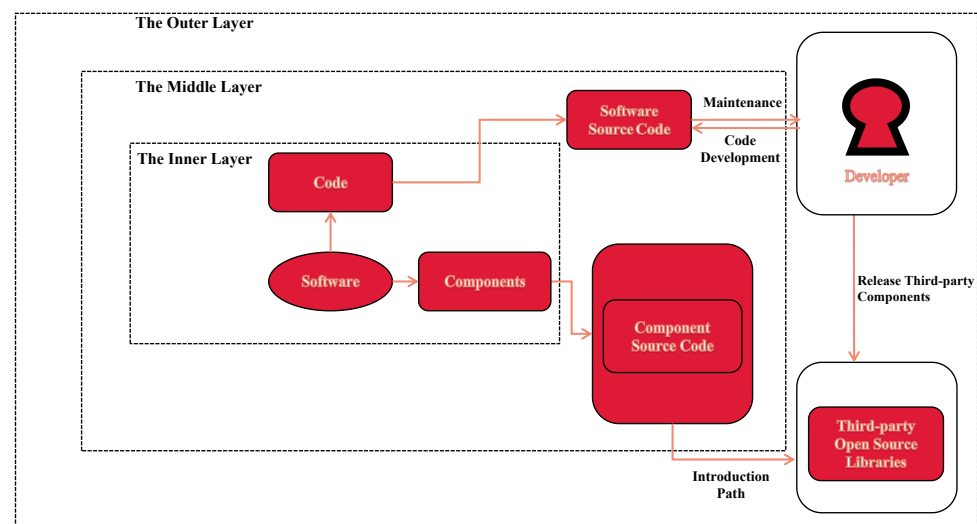 The Outer Layer
The Middle Layer
Software
Source Code
Maintenance
Code
Development
Developer
The Inner Layer
Code
Software
Components
Release Third-party
Components
Component
Source Code
Third-party
Open Source
Libraries
Introduction
Path